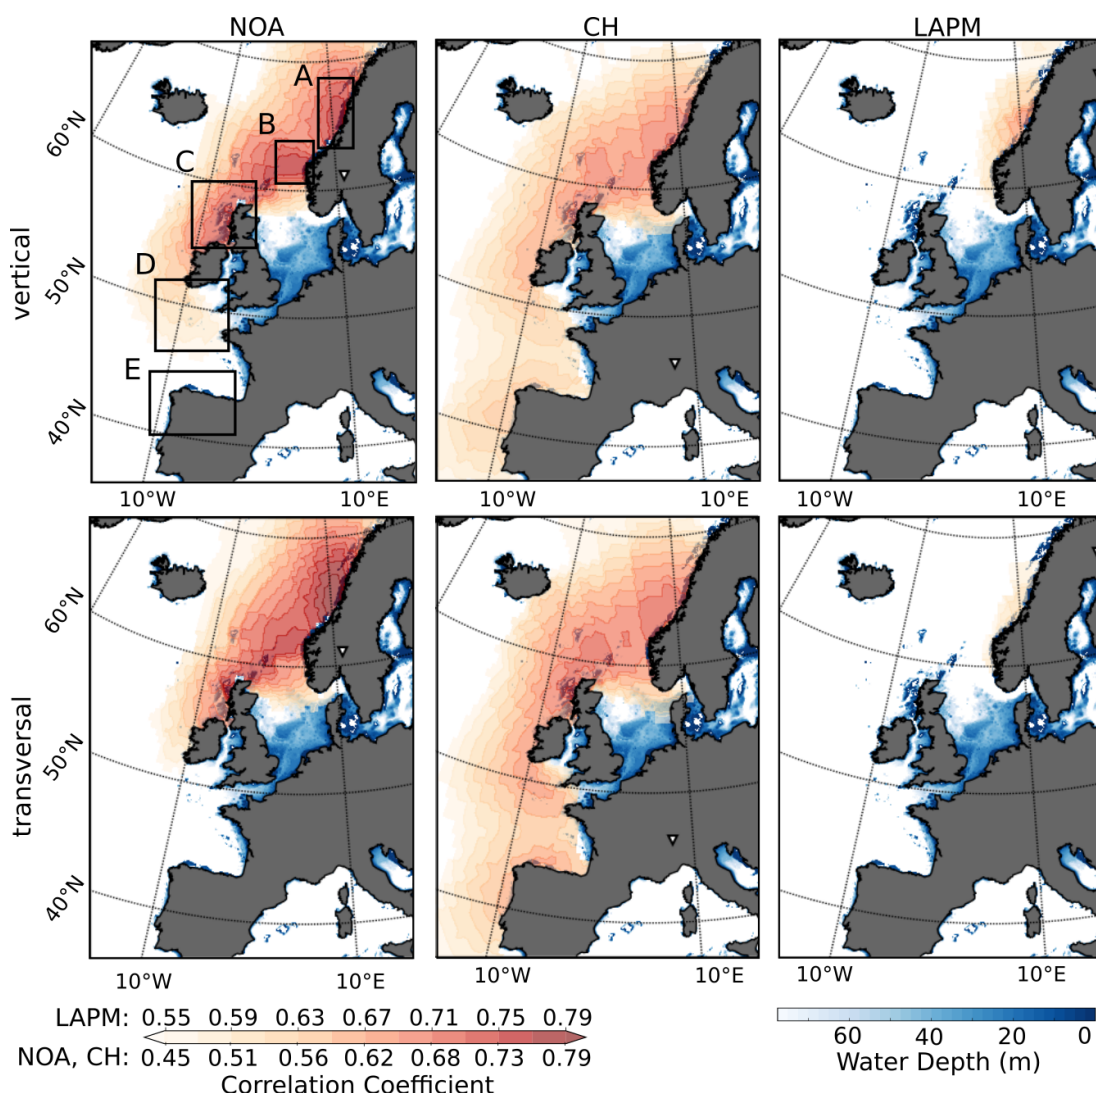 NOA CH LAPM
A
B
C
D
E
vertical
60°N
50°N
40°N
10°W 10°E 10°W 10°E 10°W 10°E
transversal
60°N
50°N
40°N
10°W 10°E 10°W 10°E 10°W 10°E
LAPM: 0.55 0.59 0.63 0.67 0.71 0.75 0.79
NOA, CH: 0.45 0.51 0.56 0.62 0.68 0.73 0.79
Correlation Coefficient
60 40 20 0
Water Depth (m)